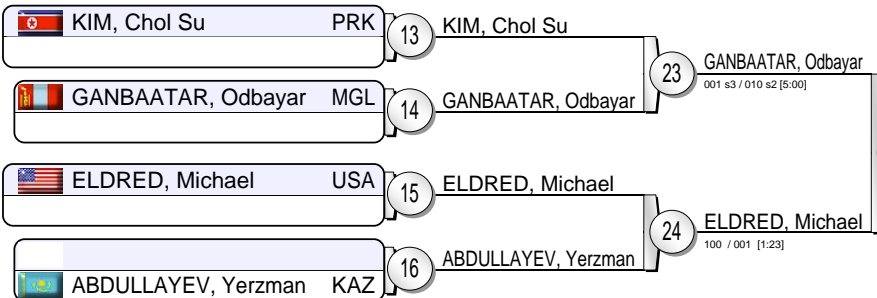 KIM, Chol Su PRK
13
KIM, Chol Su
GANBAATAR, Odbayar MGL
14
GANBAATAR, Odbayar
23
GANBAATAR, Odbayar
001 s3 / 010 s2 [5:00]
ELDRED, Michael USA
15
ELDRED, Michael
ABDULLAYEV, Yerzman KAZ
16
ABDULLAYEV, Yerzman
24
ELDRED, Michael
100 / 001 [1:23]